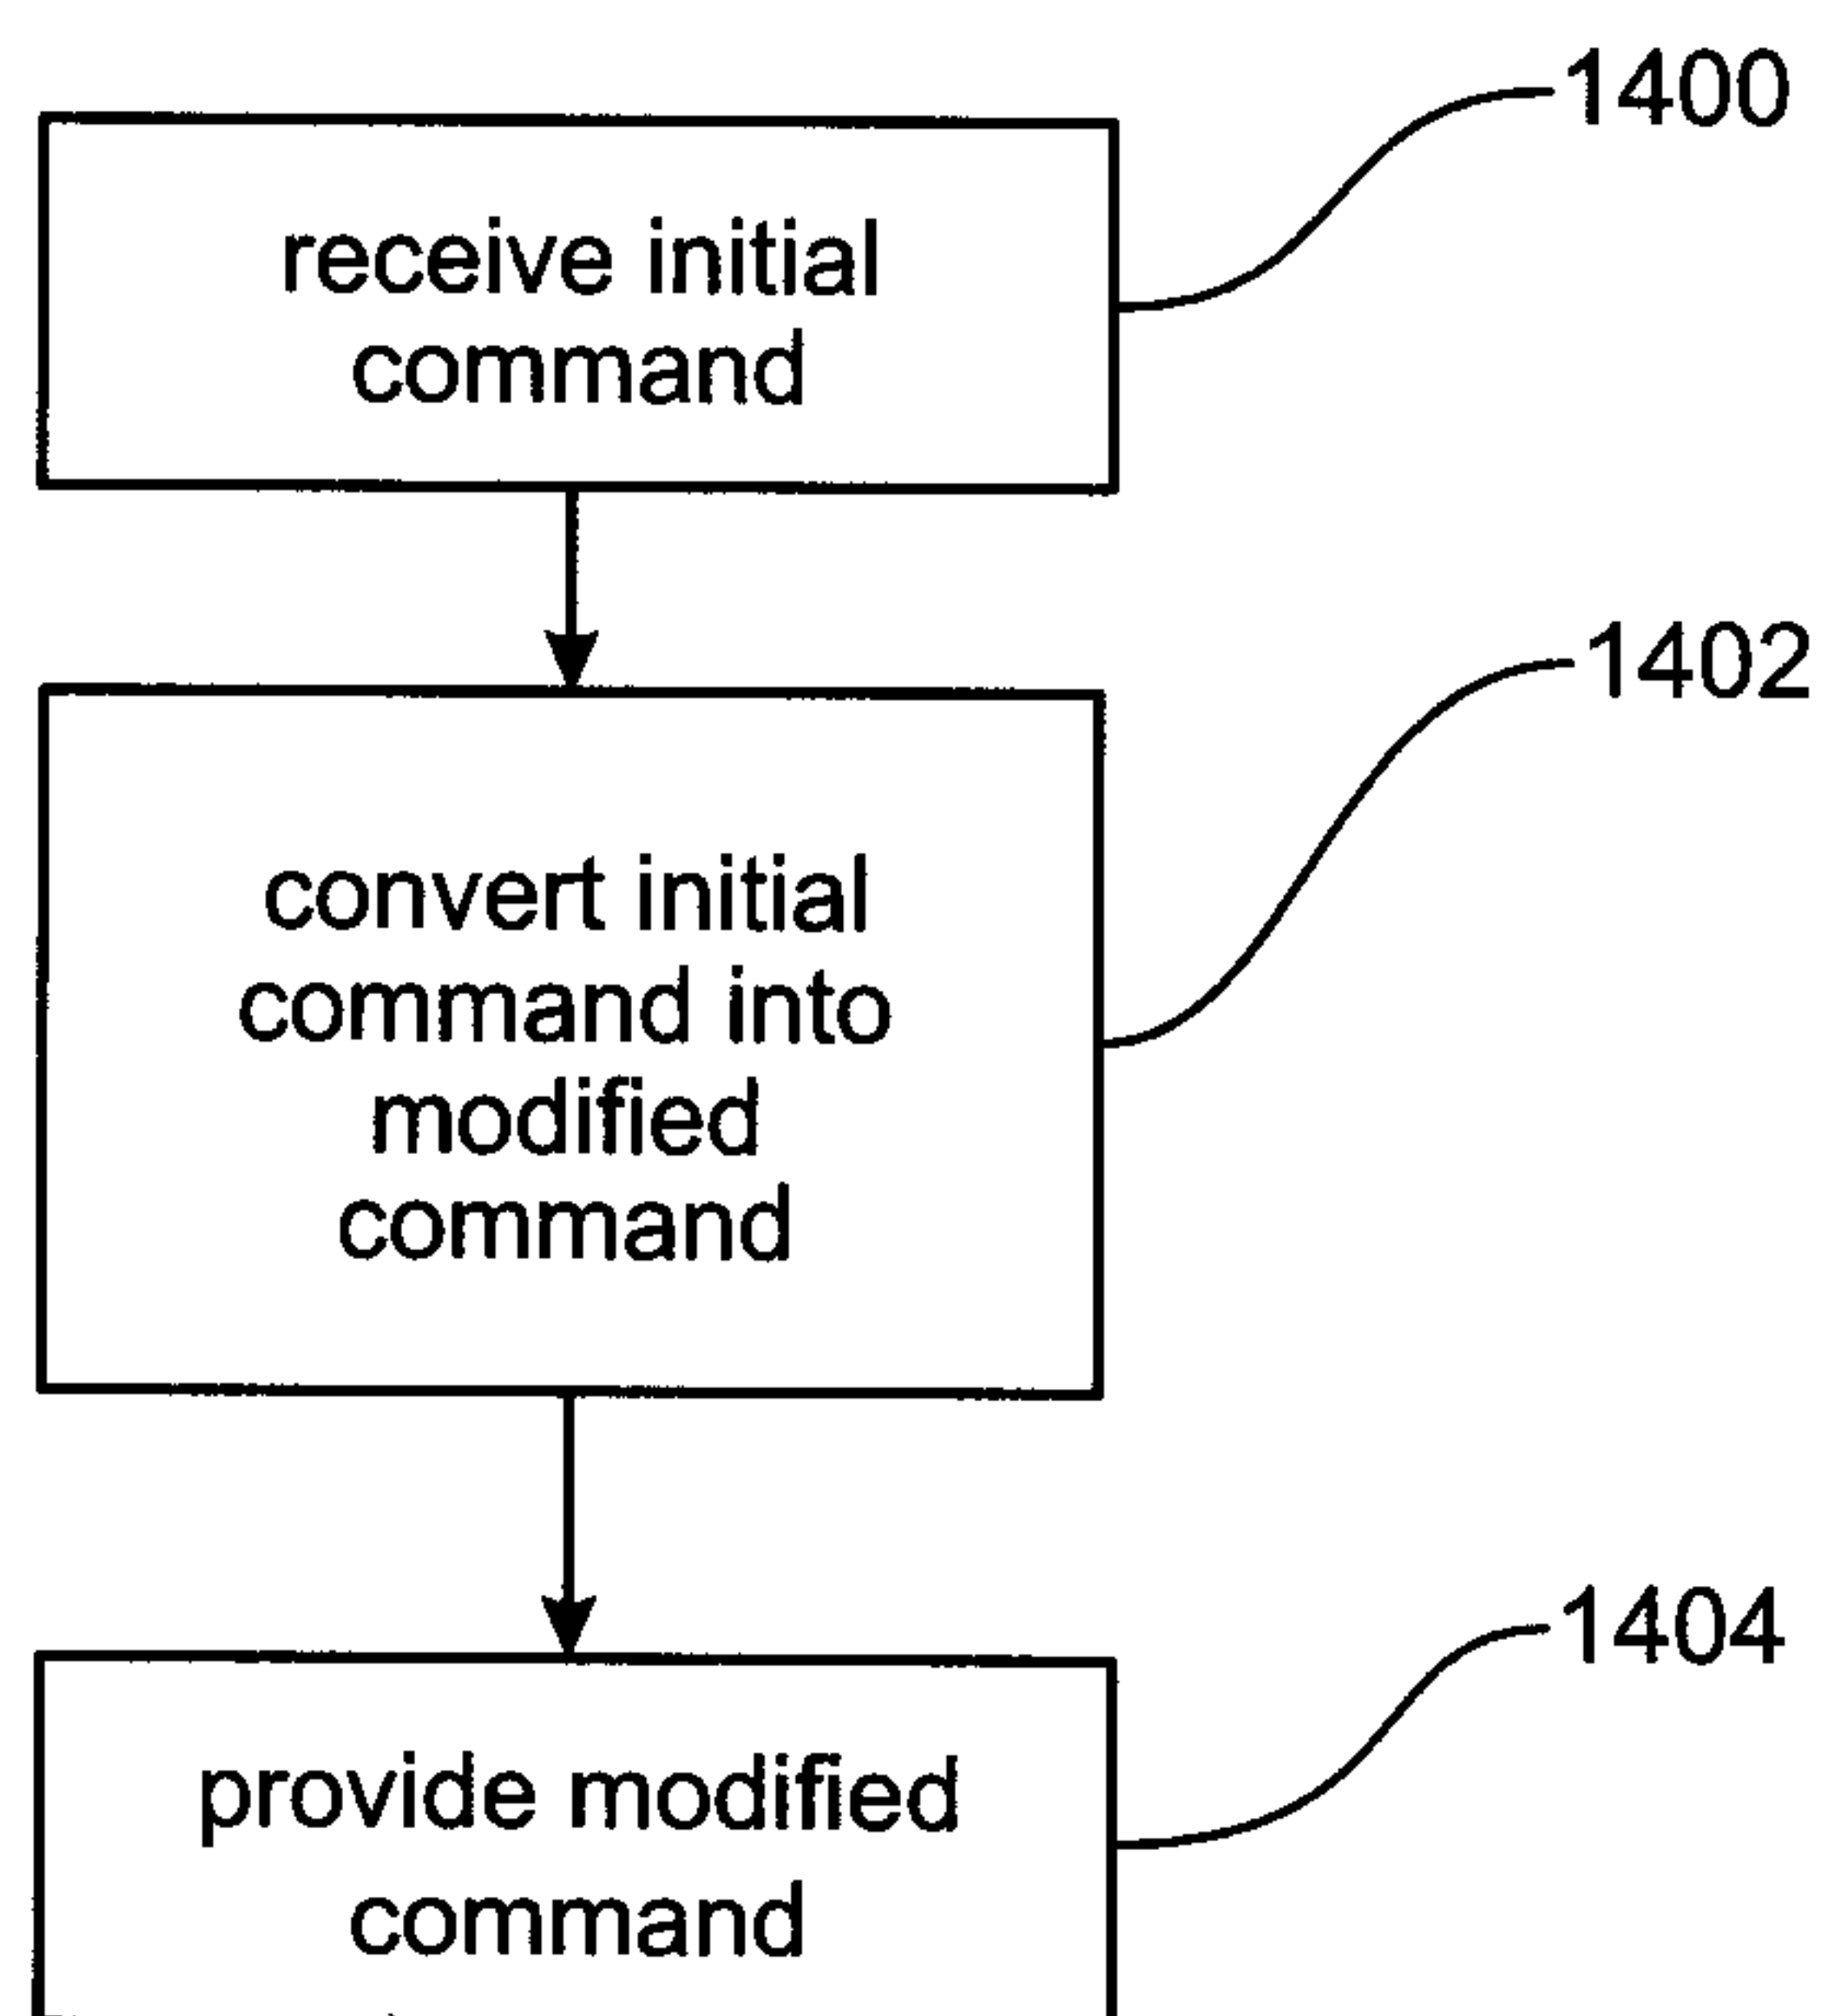 1400
receive initial
command
1402
convert initial
command into
modified
command
1404
provide modified
command